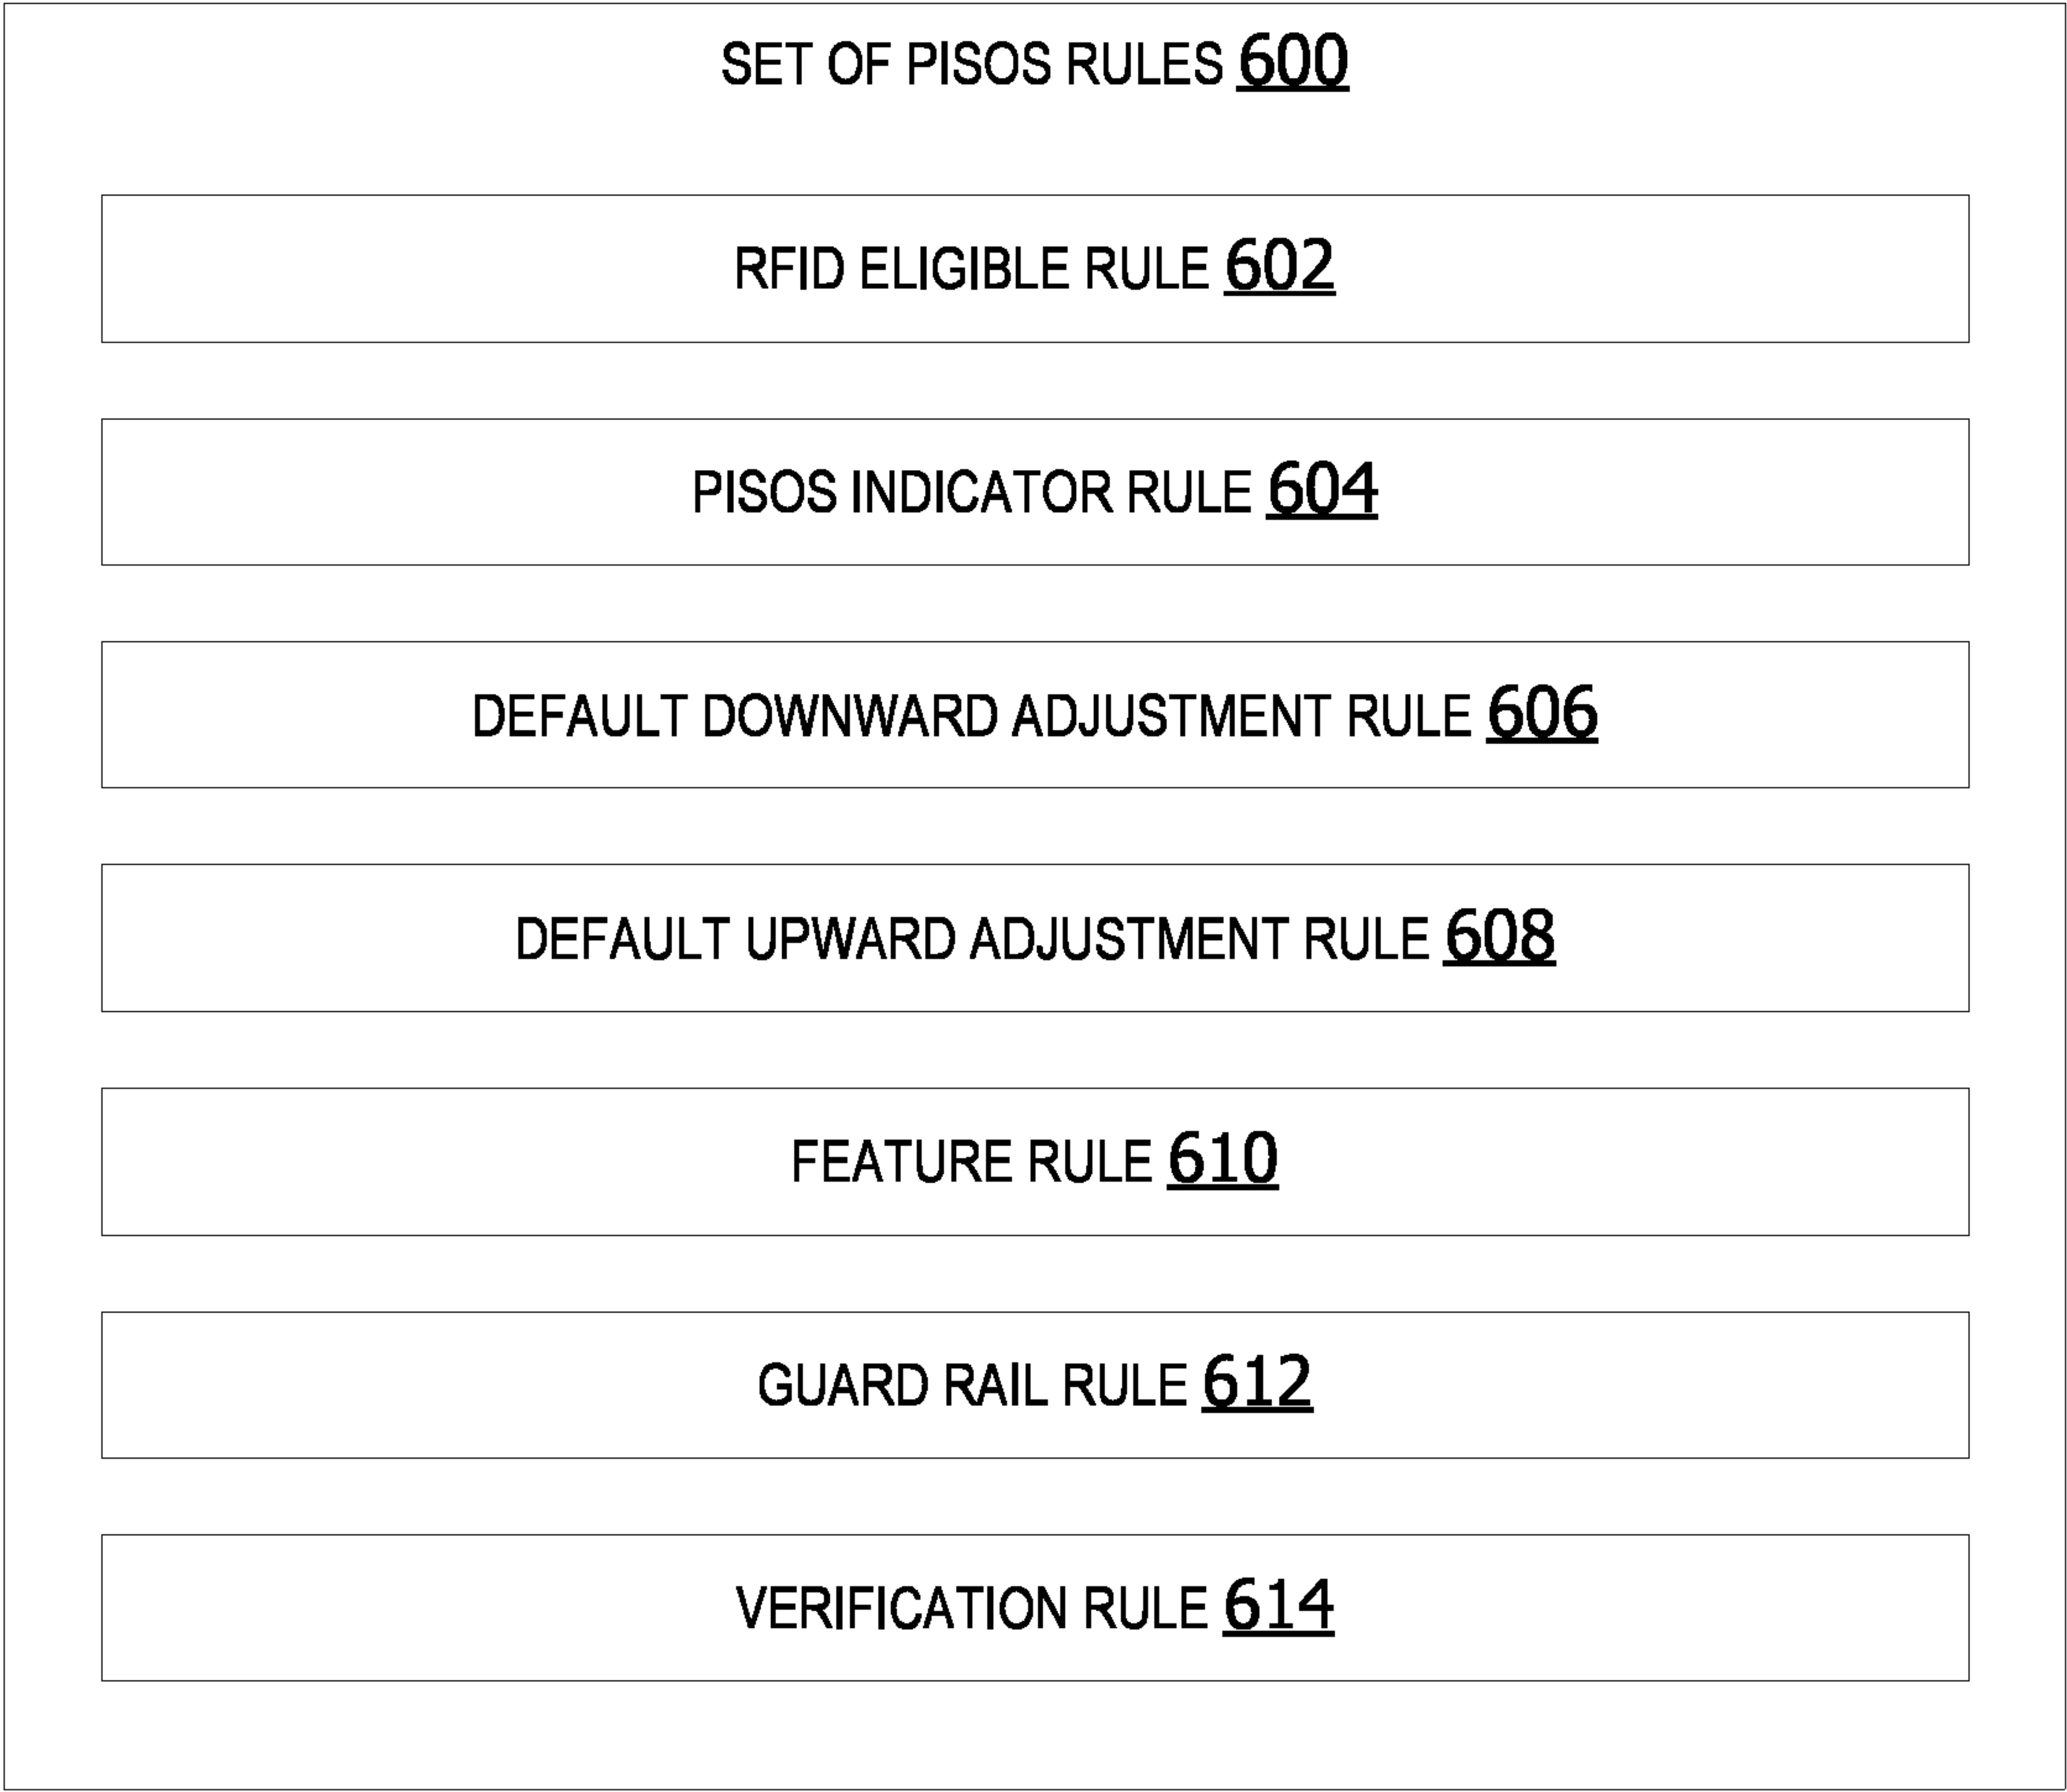 SET OF PISOS RULES 600
RFID ELIGIBLE RULE 602
PISOS INDICATOR RULE 604
DEFAULT DOWNWARD ADJUSTMENT RULE 606
DEFAULT UPWARD ADJUSTMENT RULE 608
FEATURE RULE 610
GUARD RAIL RULE 612
VERIFICATION RULE 614